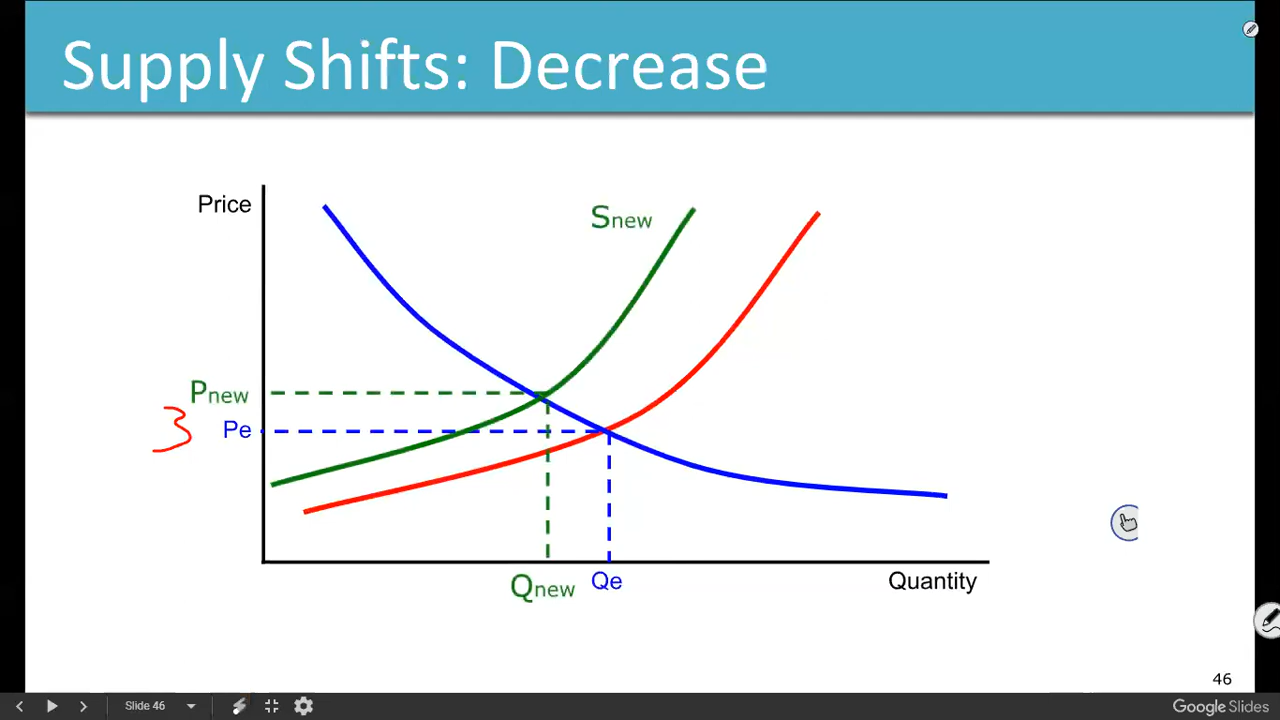 Supply Shifts: Decrease
Price
Snew
Pnew
3
Pe
Qnew
Qe
Quantity
46
Slide 46
Google Slides